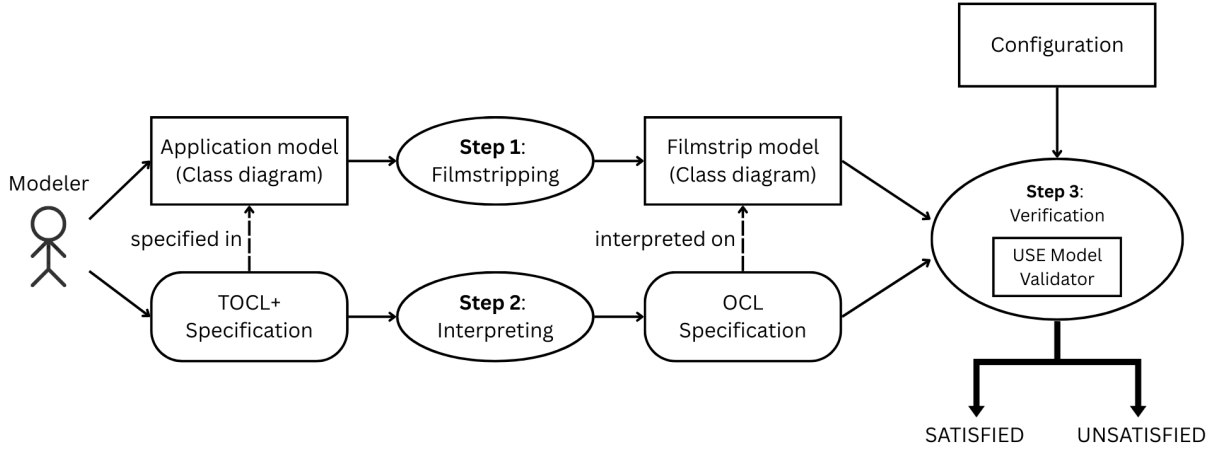 Configuration
Application model
(Class diagram)
Step 1:
Filmstripping
Filmstrip model
(Class diagram)
Modeler
Step 3:
Verification
specified in
interpreted on
USE Model
Validator
TOCL+
Specification
Step 2:
Interpreting
OCL
Specification
SATISFIED
UNSATISFIED